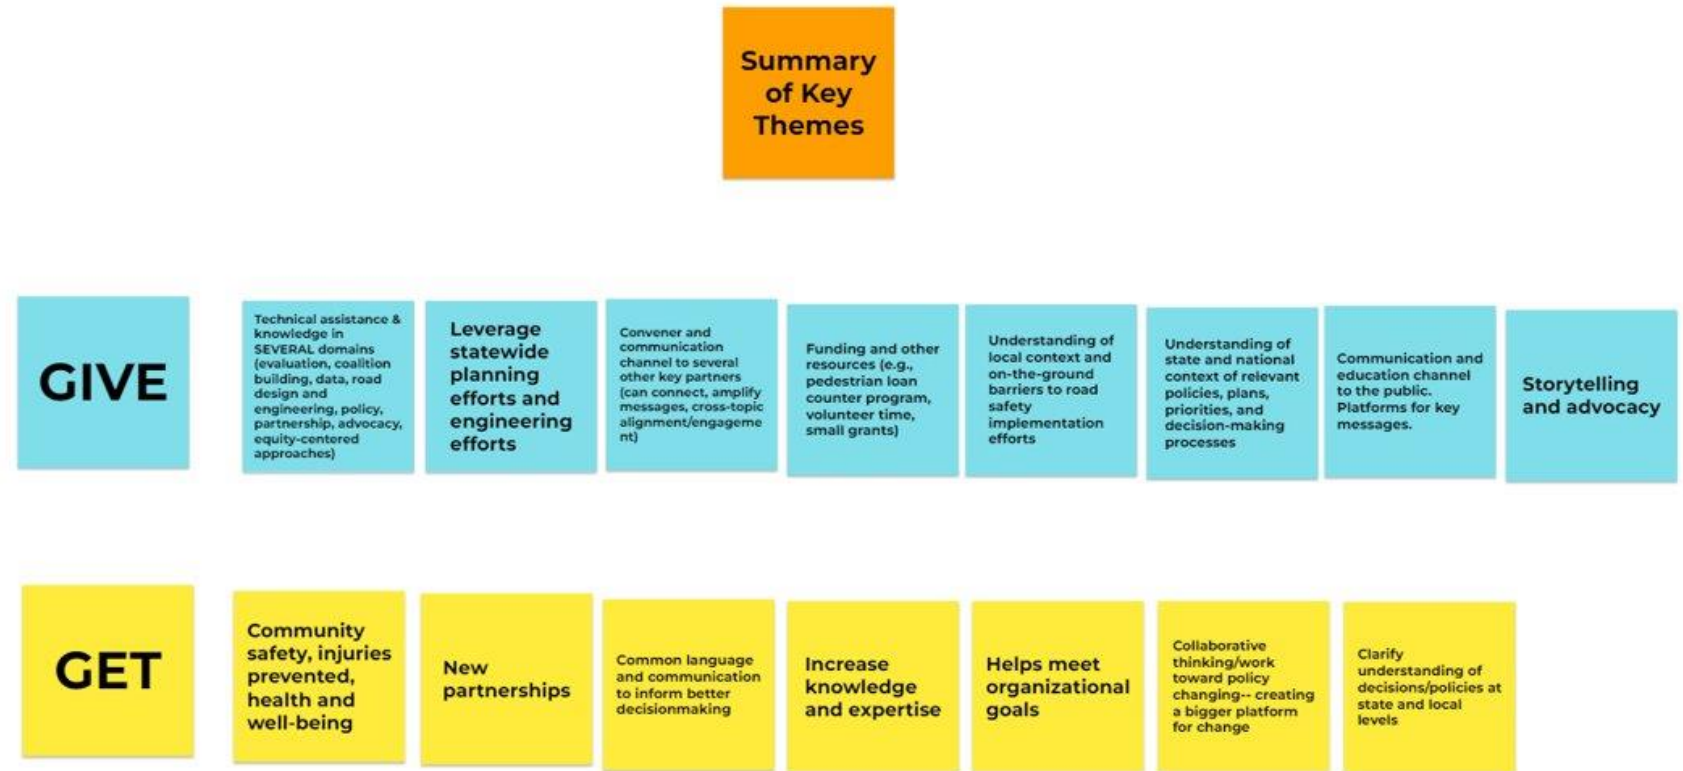 Summary
of Key
Themes
GIVE
Technical assistance &
knowledge in
SEVERAL domains
(evaluation, coalition
building, data, road
design and
engineering, policy,
partnership, advocacy,
equity-centered
approaches)
Leverage
statewide
planning
efforts and
engineering
efforts
Convener and
communication
channel to several
other key partners
(can connect, amplify
messages, cross-topic
alignment/engageme
nt)
Funding and other
resources (e.g.,
pedestrian loan
counter program,
volunteer time,
small grants)
Understanding of
local context and
on-the-ground
barriers to road
safety
implementation
efforts
Understanding of
state and national
context of relevant
policies, plans,
priorities, and
decision-making
processes
Communication and
education channel
to the public.
Platforms for key
messages.
Storytelling
and advocacy
GET
Community
safety, injuries
prevented,
health and
well-being
New
partnerships
Common language
and communication
to inform better
decisionmaking
Increase
knowledge
and expertise
Helps meet
organizational
goals
Collaborative
thinking/work
toward policy
changing-- creating
a bigger platform
for change
Clarify
understanding of
decisions/policies at
state and local
levels